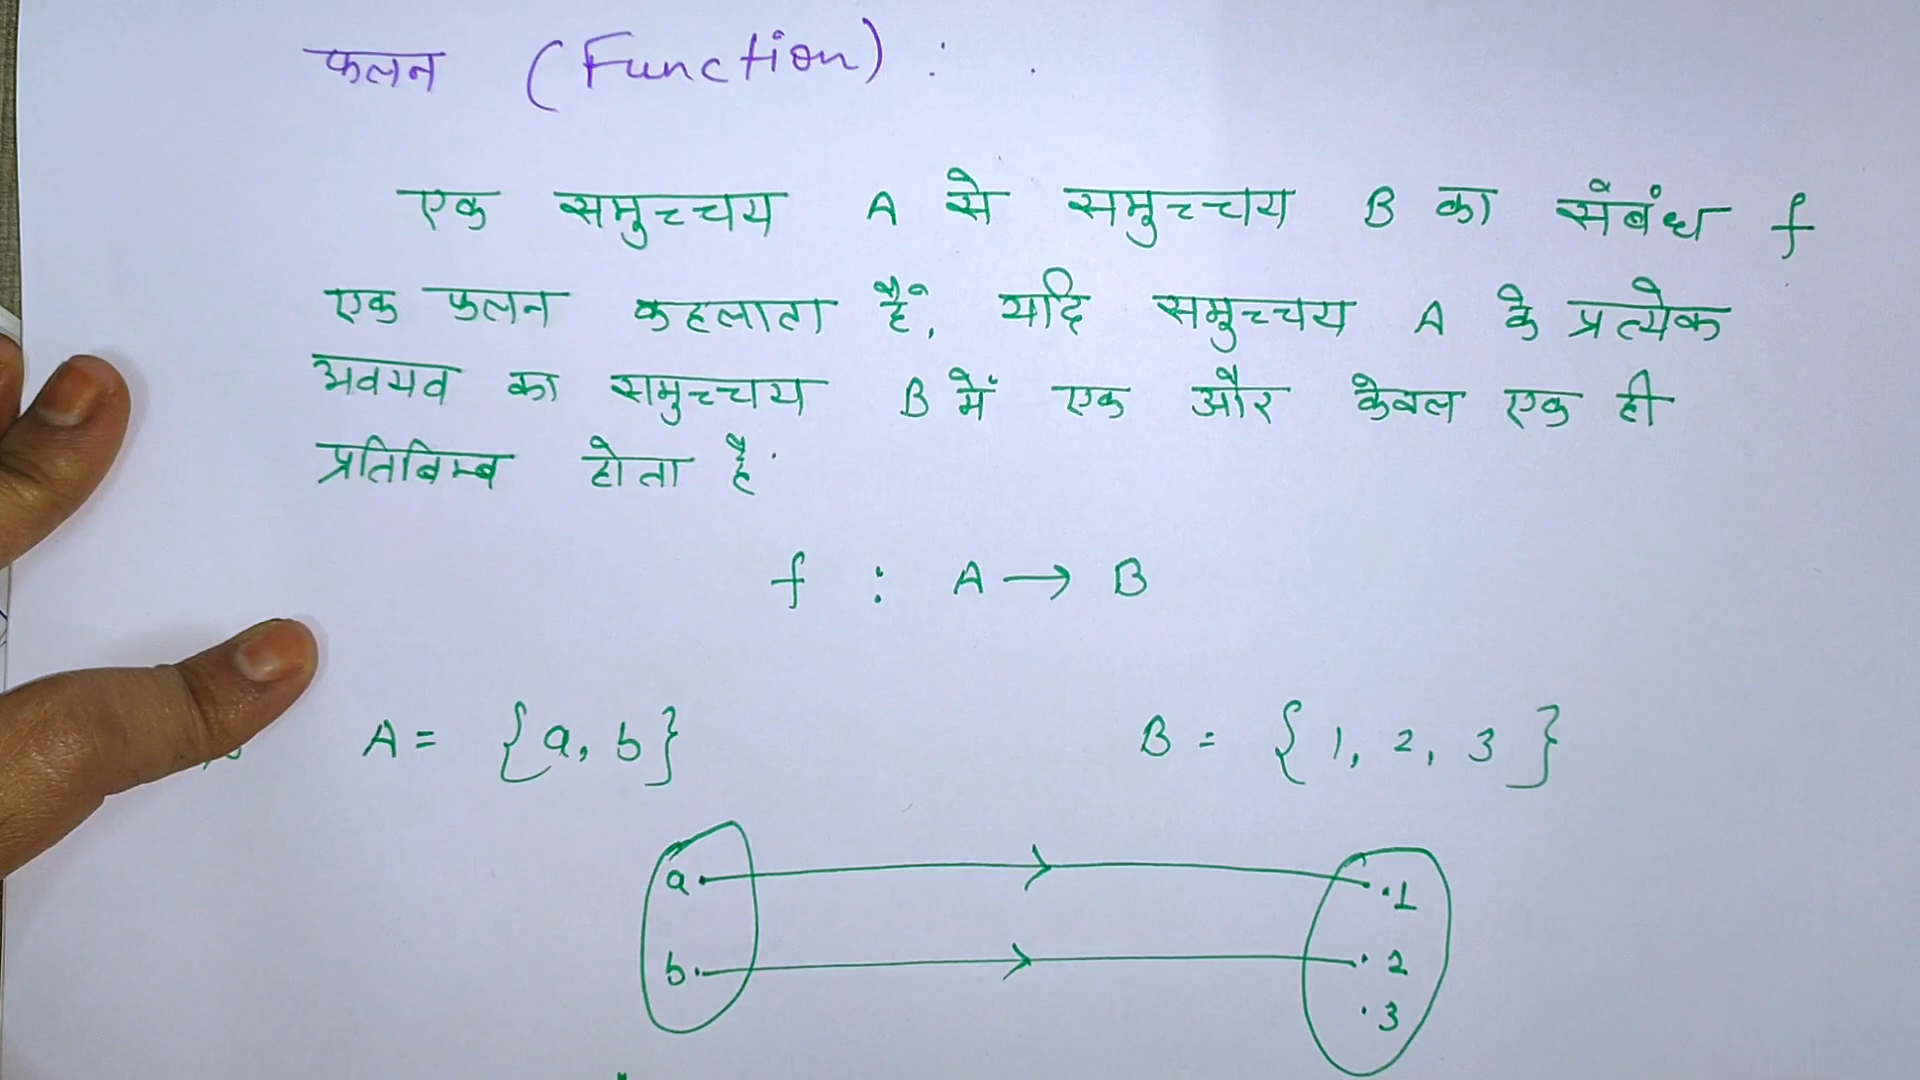 फलन (Function) :
एक समुच्चय A से समुच्चय B का संबंध f
एक फलन कहलाता हैं, यदि समुच्चय A के प्रत्येक
अवयव का समुच्चय B में एक और केवल एक ही
प्रतिबिम्ब होता है.
f : A → B
A = {a, b} B = {1, 2, 3}
a 1
b 2
3